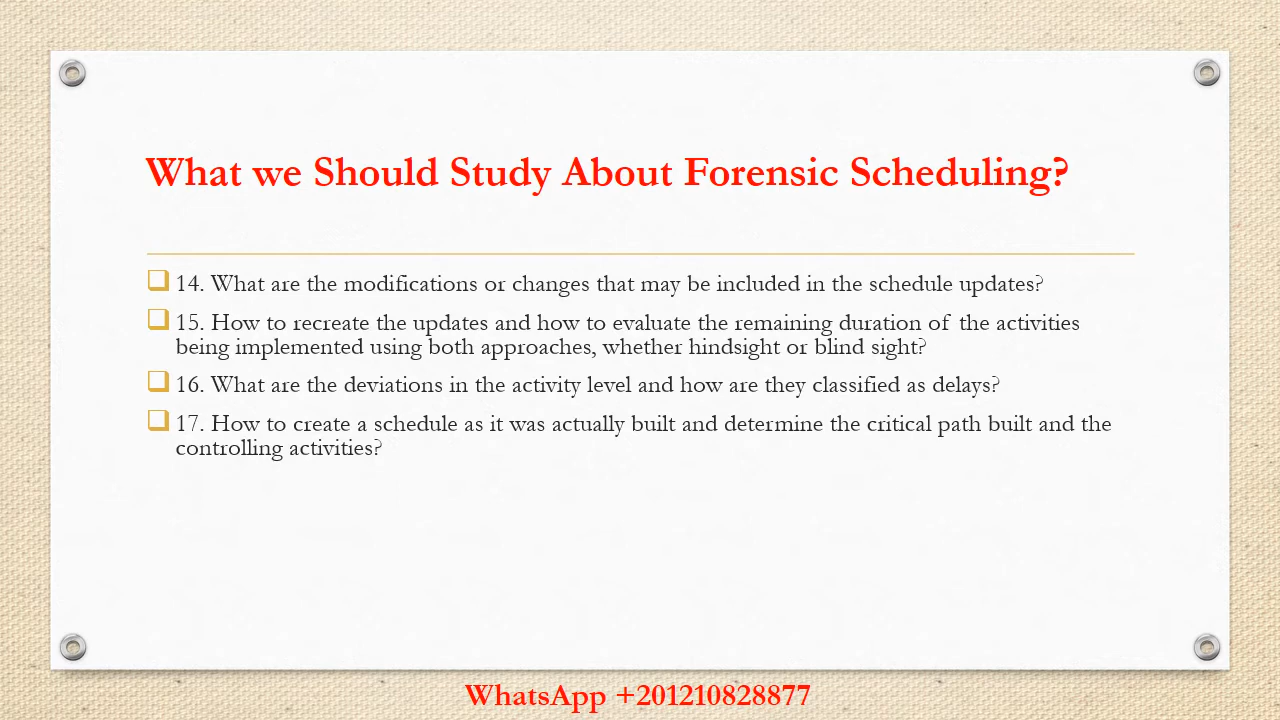 What we Should Study About Forensic Scheduling?
14. What are the modifications or changes that may be included in the schedule updates?
15. How to recreate the updates and how to evaluate the remaining duration of the activities
being implemented using both approaches, whether hindsight or blind sight?
16. What are the deviations in the activity level and how are they classified as delays?
17. How to create a schedule as it was actually built and determine the critical path built and the
controlling activities?
WhatsApp +201210828877